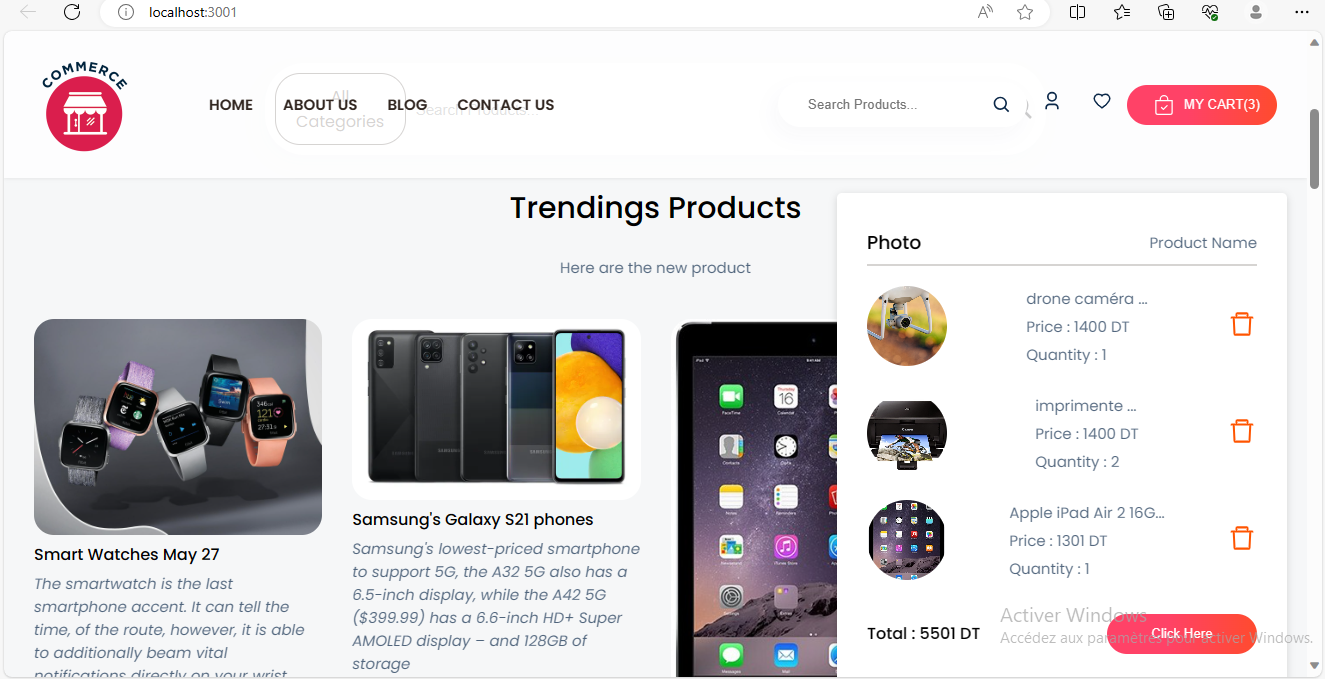 localhost:3001
COMMERCE
HOME
ABOUT US
BLOG
CONTACT US
All
Categories
Search Products...
Search Products...
MY CART(3)
Trendings Products
Here are the new product
Smart Watches May 27
The smartwatch is the last
smartphone accent. It can tell the
time, of the route, however, it is able
to additionally beam vital
notifications directly on your wrist.
Samsung's Galaxy S21 phones
Samsung's lowest-priced smartphone
to support 5G, the A32 5G also has a
6.5-inch display, while the A42 5G
($399.99) has a 6.6-inch HD+ Super
AMOLED display – and 128GB of
storage
Photo
Product Name
drone caméra ...
Price : 1400 DT
Quantity : 1
imprimente ...
Price : 1400 DT
Quantity : 2
Apple iPad Air 2 16G...
Price : 1301 DT
Quantity : 1
Total : 5501 DT
Click Here
Activer Windows
Accédez aux paramètres pour activer Windows.